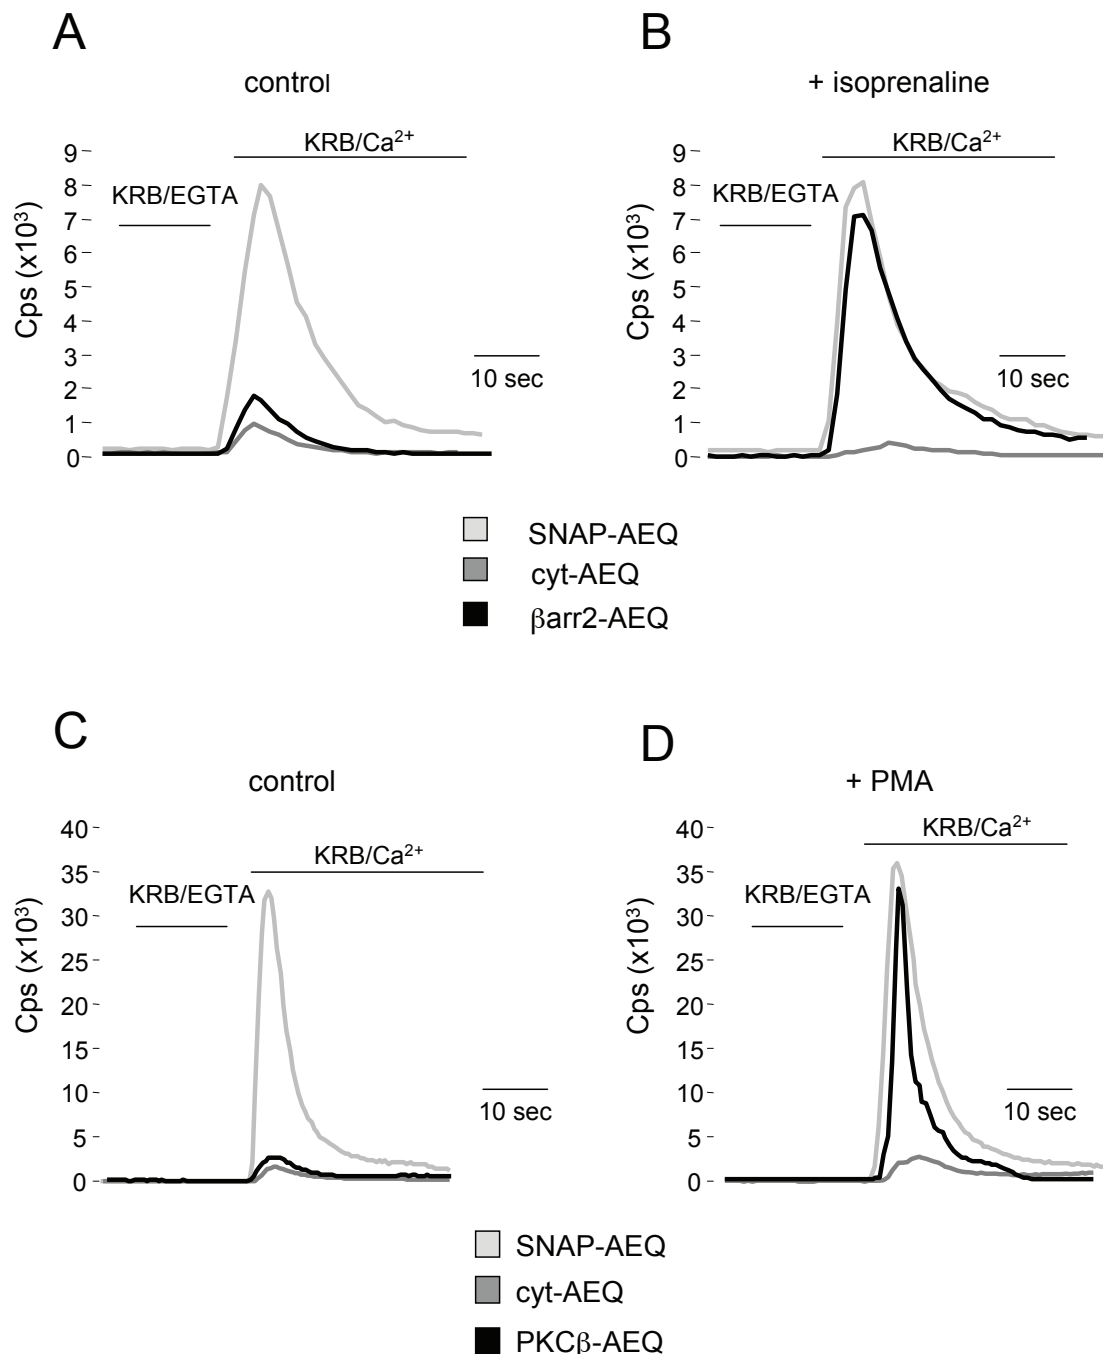 A
control
KRB/Ca²⁺
KRB/EGTA
Cps (x10³)
9
8
7
6
5
4
3
2
1
0
10 sec
B
+ isoprenaline
KRB/Ca²⁺
KRB/EGTA
Cps (x10³)
9
8
7
6
5
4
3
2
1
0
10 sec
SNAP-AEQ
cyt-AEQ
βarr2-AEQ
C
control
KRB/Ca²⁺
KRB/EGTA
Cps (x10³)
40
35
30
25
20
15
10
5
0
10 sec
D
+ PMA
KRB/Ca²⁺
KRB/EGTA
Cps (x10³)
40
35
30
25
20
15
10
5
0
10 sec
SNAP-AEQ
cyt-AEQ
PKCβ-AEQ